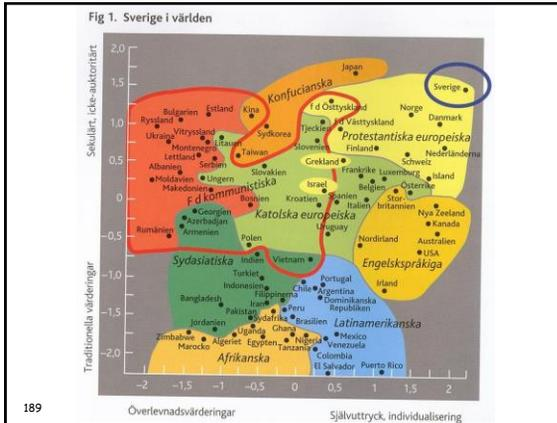 Fig 1. Sverige i världen
Sekulärt, icke-auktoritärt
Traditionella värderingar
2,0
1,5
1,0
0,5
0
-0,5
-1,0
-1,5
-2,0
Japan
Konfucianska
Sverige
Estland
Bulgarien
Kina
f d Östtyskland
Norge
Ryssland
Danmark
Ukraina
Vitryssland
Sydkorea
Tjeckien
f d Västtyskland
Protestantiska europeiska
Montenegro
Litauen
Slovenien
Finland
Nederländerna
Lettland
Taiwan
Serbien
Grekland
Schweiz
Albanien
Slovakien
Frankrike
Luxemburg
Island
Moldavien
Ungern
Belgien
Makedonien
F d kommunistiska
Israel
Österrike
Bosnien
Kroatien
Spanien
Italien
Stor-
britannien
Georgien
Katolska europeiska
Nya Zeeland
Azerbadjan
Kanada
Rumänien
Armenien
Uruguay
Australien
Polen
Nordirland
USA
Indien
Engelskspråkiga
Sydasiatiska
Vietnam
Turkiet
Portugal
Irland
Indonesien
Chile
Argentina
Filippinerna
Dominikanska
Republiken
Bangladesh
Iran
Peru
Pakistan
Sydafrika
Brasilien
Latinamerikanska
Jordanien
Ghana
Zimbabwe
Uganda
Mexico
Marocko
Algeriet
Egypten
Nigeria
Venezuela
Tanzania
Colombia
Afrikanska
El Salvador
Puerto Rico
-2
-1,5
-1
-0,5
0
0,5
1
1,5
2
Överlevnadsvärderingar
Självuttryck, individualisering
189